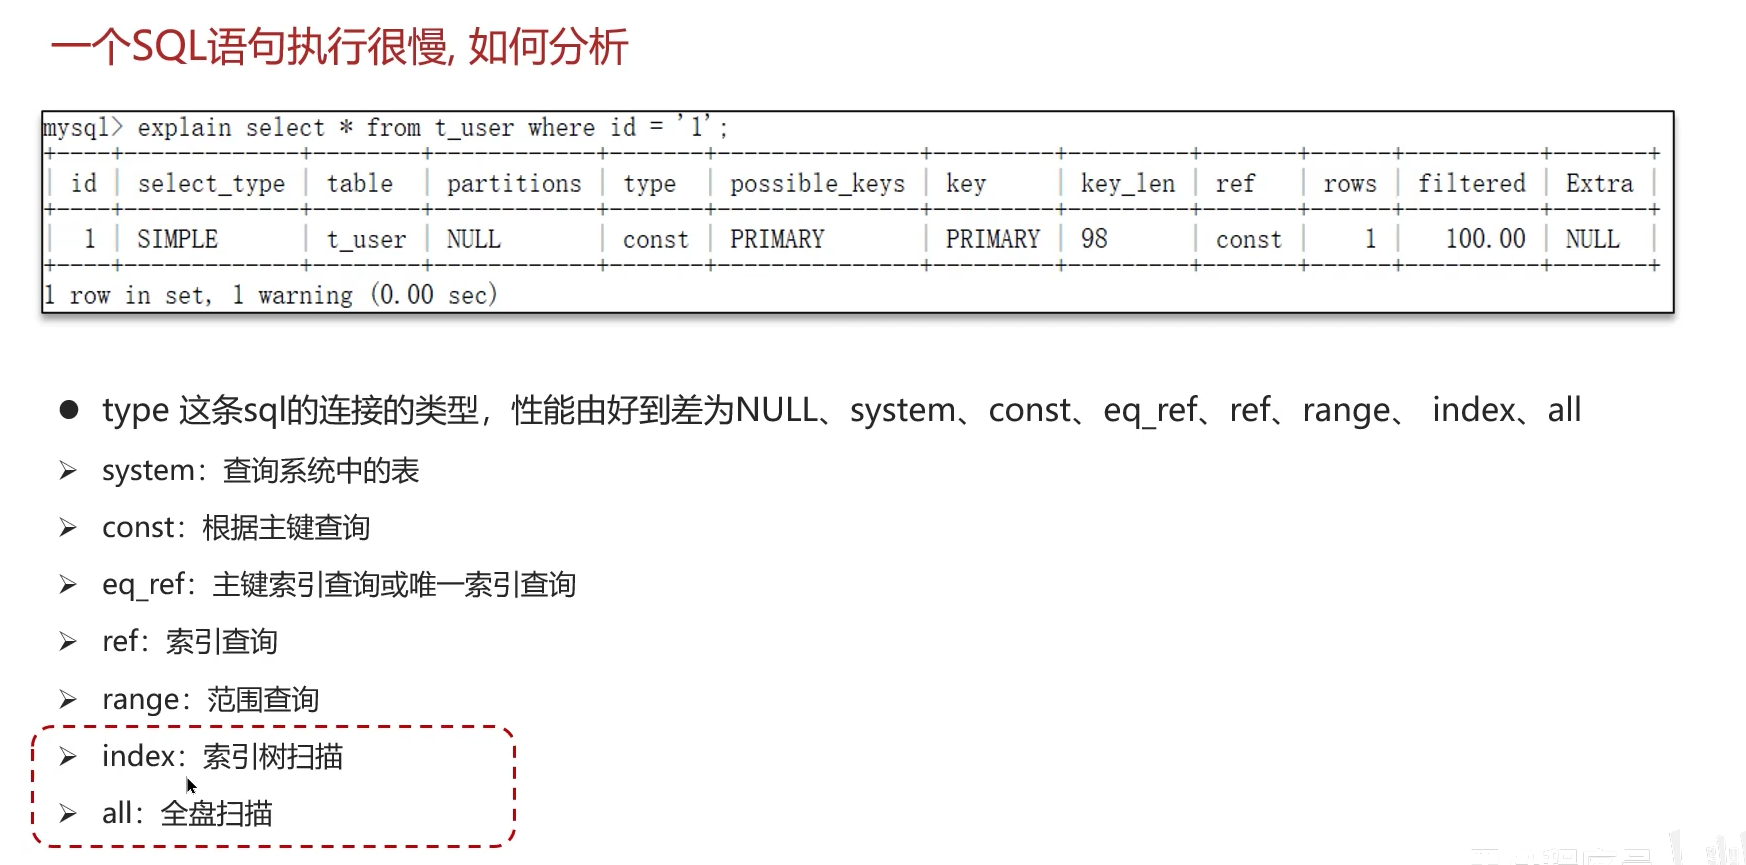 一个SQL语句执行很慢, 如何分析
mysql> explain select * from t_user where id = '1';
+----+-------------+--------+------------+-------+---------------+---------+---------+-------+------+----------+-------+
| id | select_type | table | partitions | type | possible_keys | key | key_len | ref | rows | filtered | Extra |
+----+-------------+--------+------------+-------+---------------+---------+---------+-------+------+----------+-------+
| 1 | SIMPLE | t_user | NULL | const | PRIMARY | PRIMARY | 98 | const | 1 | 100.00 | NULL |
+----+-------------+--------+------------+-------+---------------+---------+---------+-------+------+----------+-------+
1 row in set, 1 warning (0.00 sec)
● type 这条sql的连接的类型，性能由好到差为NULL、system、const、eq_ref、ref、range、 index、all
➢ system：查询系统中的表
➢ const：根据主键查询
➢ eq_ref：主键索引查询或唯一索引查询
➢ ref：索引查询
➢ range：范围查询
➢ index：索引树扫描
➢ all：全盘扫描